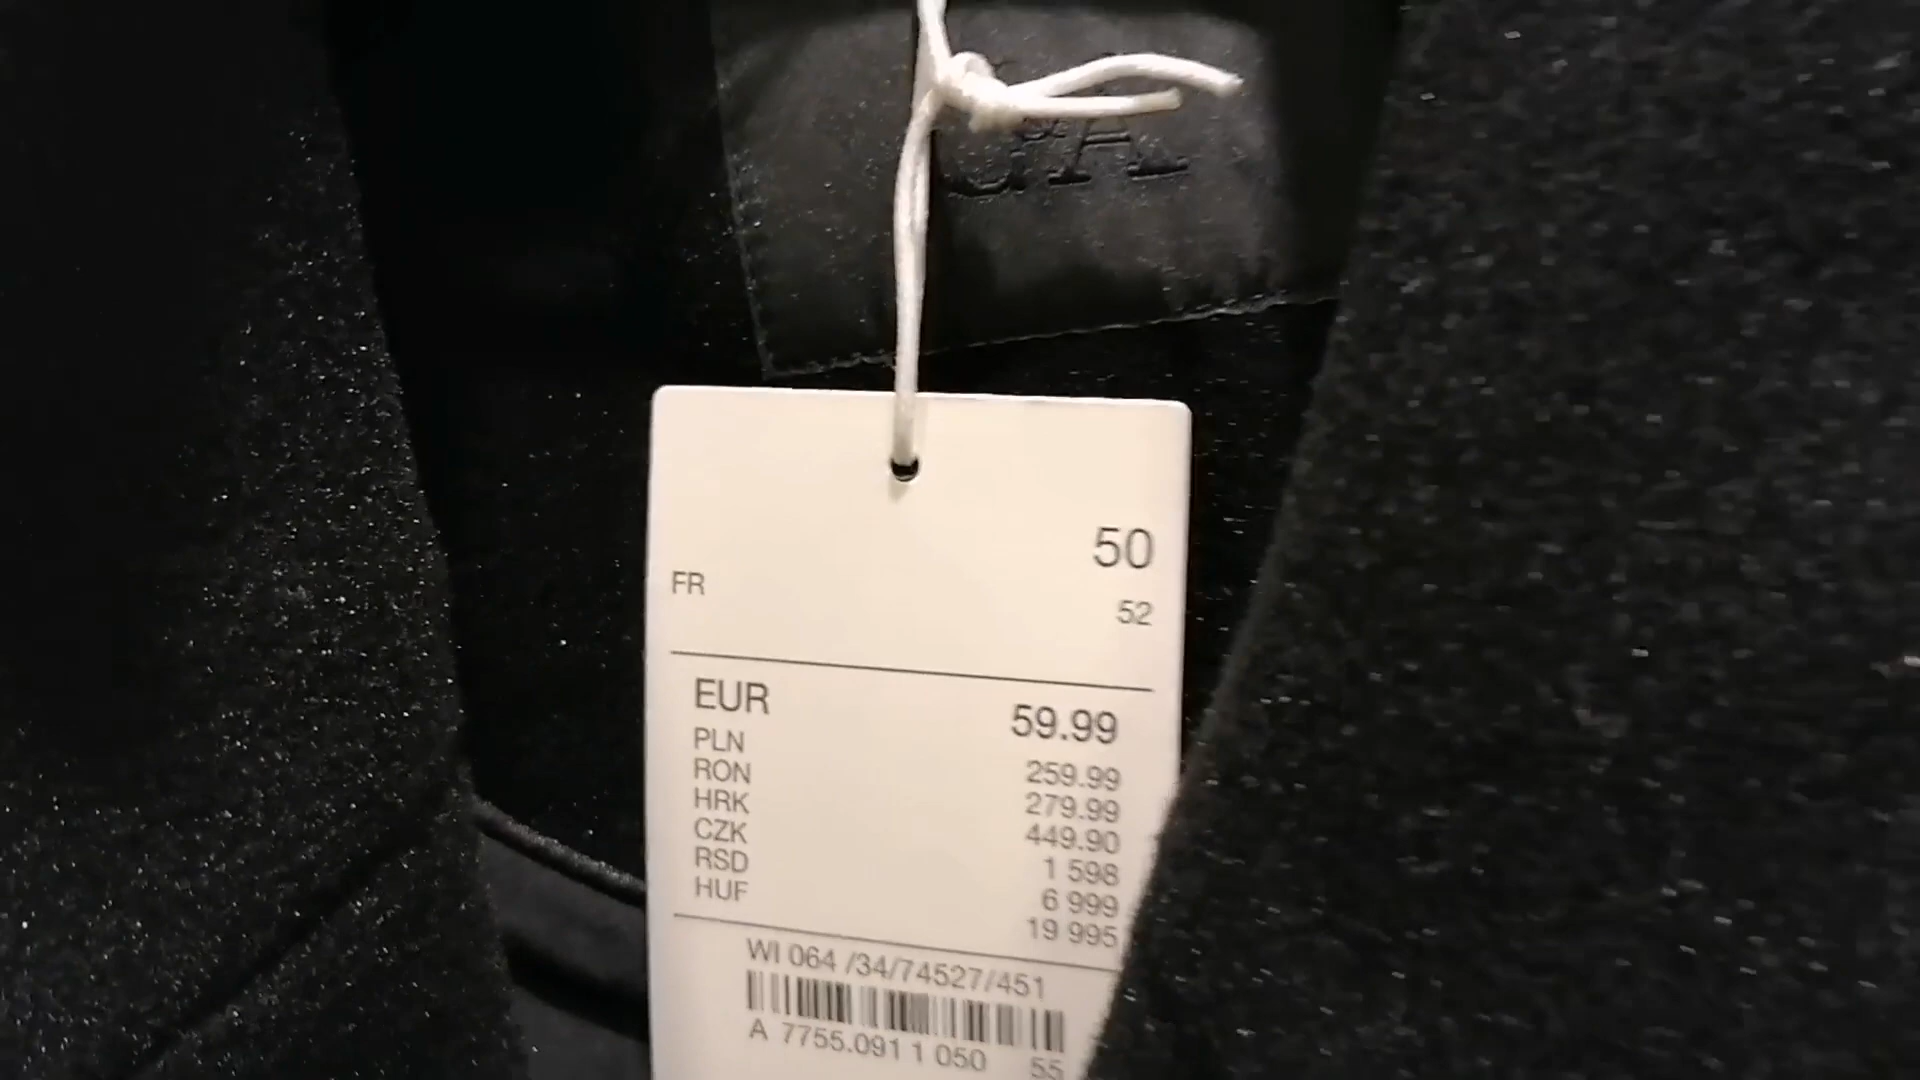 50
FR 52
EUR 59.99
PLN 259.99
RON 279.99
HRK 449.90
CZK 1 598
RSD 6 999
HUF 19 995
WI 064 /34/74527/451
A 7755.091 1 050 55